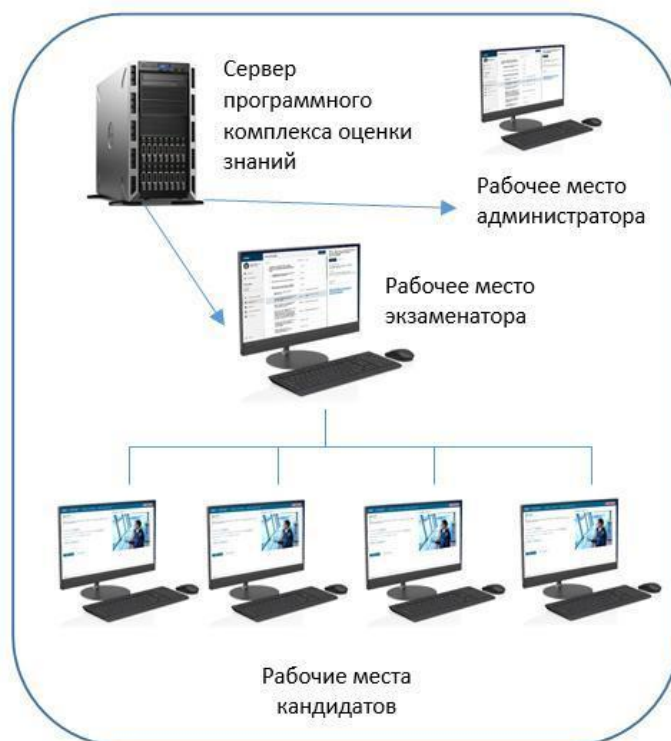 Сервер
программного
комплекса оценки
знаний
Рабочее место
администратора
Рабочее место
экзаменатора
Рабочие места
кандидатов